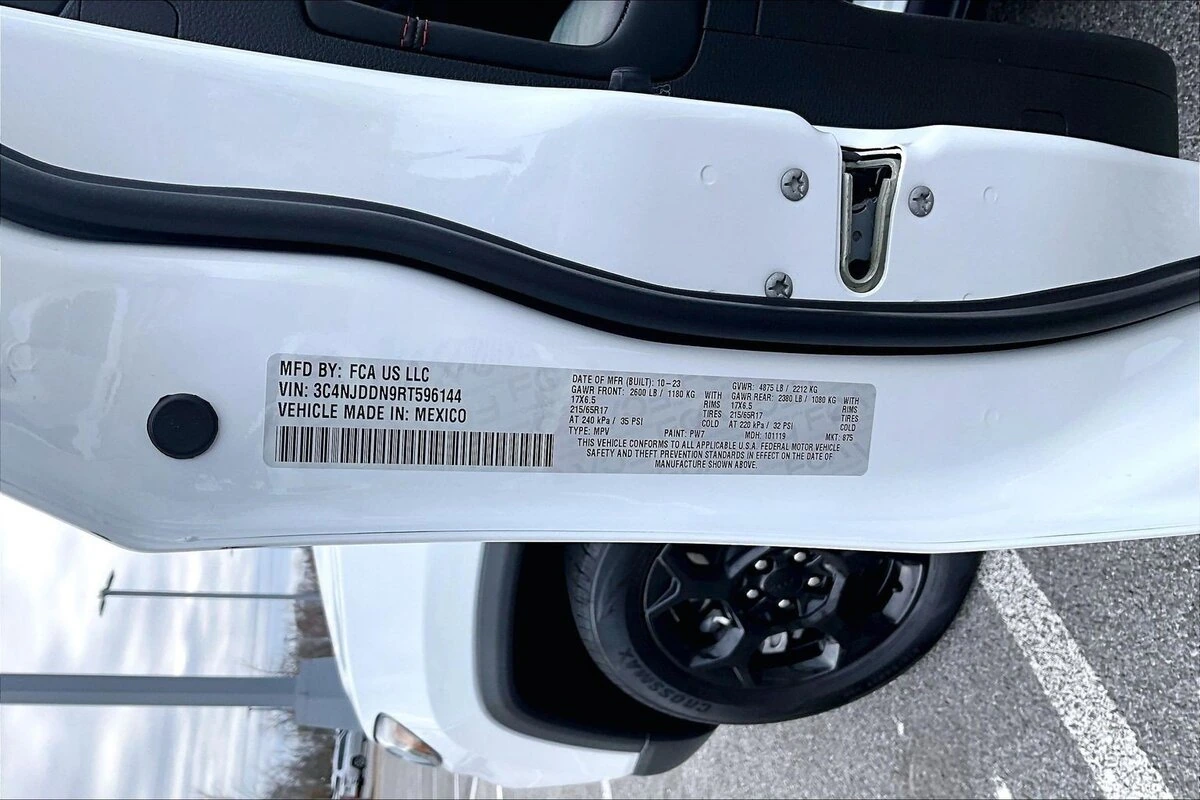 MFD BY: FCA US LLC
VIN: 3C4NJDDN9RT596144
VEHICLE MADE IN: MEXICO
DATE OF MFR (BUILT): 10-23
GVWR: 4875 LB / 2212 KG
GAWR FRONT: 2600 LB / 1180 KG WITH
17X6.5 RIMS
215/65R17 TIRES
AT 240 kPa / 35 PSI COLD
GAWR REAR: 2380 LB / 1080 KG WITH
17X6.5 RIMS
215/65R17 TIRES
AT 220 kPa / 32 PSI COLD
TYPE: MPV PAINT: PW7 MDH: 101119 MKT: 875
THIS VEHICLE CONFORMS TO ALL APPLICABLE U.S.A. FEDERAL MOTOR VEHICLE
SAFETY AND THEFT PREVENTION STANDARDS IN EFFECT ON THE DATE OF
MANUFACTURE SHOWN ABOVE.
CROSSMAX